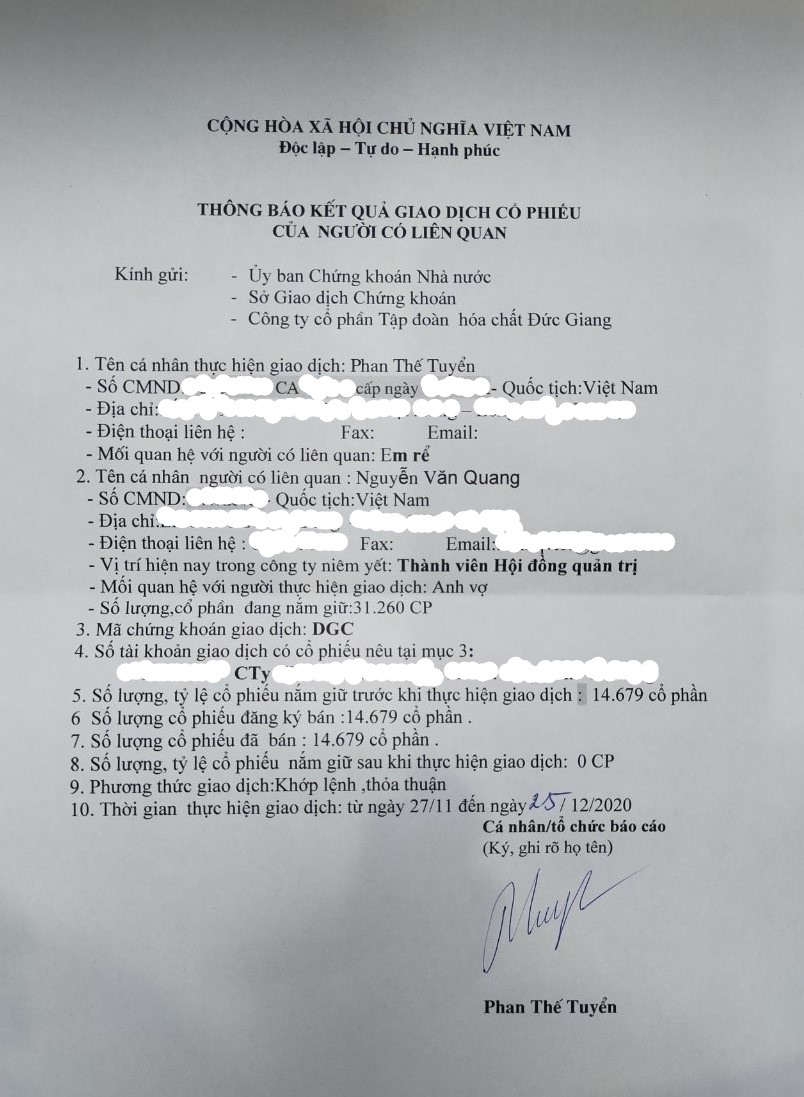 CỘNG HÒA XÃ HỘI CHỦ NGHĨA VIỆT NAM
Độc lập – Tự do – Hạnh phúc
THÔNG BÁO KẾT QUẢ GIAO DỊCH CỔ PHIẾU
CỦA NGƯỜI CÓ LIÊN QUAN
Kính gửi: - Ủy ban Chứng khoán Nhà nước
- Sở Giao dịch Chứng khoán
- Công ty cổ phần Tập đoàn hóa chất Đức Giang
1. Tên cá nhân thực hiện giao dịch: Phan Thế Tuyển
- Số CMND. CA cấp ngày - Quốc tịch:Việt Nam
- Địa chỉ:
- Điện thoại liên hệ : Fax: Email:
- Mối quan hệ với người có liên quan: Em rể
2. Tên cá nhân người có liên quan : Nguyễn Văn Quang
- Số CMND: - Quốc tịch:Việt Nam
- Địa chỉ:
- Điện thoại liên hệ : Fax: Email:
- Vị trí hiện nay trong công ty niêm yết: Thành viên Hội đồng quản trị
- Mối quan hệ với người thực hiện giao dịch: Anh vợ
- Số lượng,cổ phần đang nắm giữ:31.260 CP
3. Mã chứng khoán giao dịch: DGC
4. Số tài khoản giao dịch có cổ phiếu nêu tại mục 3:
CTy
5. Số lượng, tỷ lệ cổ phiếu nắm giữ trước khi thực hiện giao dịch : 14.679 cổ phần
6 Số lượng cổ phiếu đăng ký bán :14.679 cổ phần .
7. Số lượng cổ phiếu đã bán : 14.679 cổ phần .
8. Số lượng, tỷ lệ cổ phiếu nắm giữ sau khi thực hiện giao dịch: 0 CP
9. Phương thức giao dịch:Khớp lệnh ,thỏa thuận
10. Thời gian thực hiện giao dịch: từ ngày 27/11 đến ngày 25/ 12/2020
Cá nhân/tổ chức báo cáo
(Ký, ghi rõ họ tên)
Phan Thế Tuyển